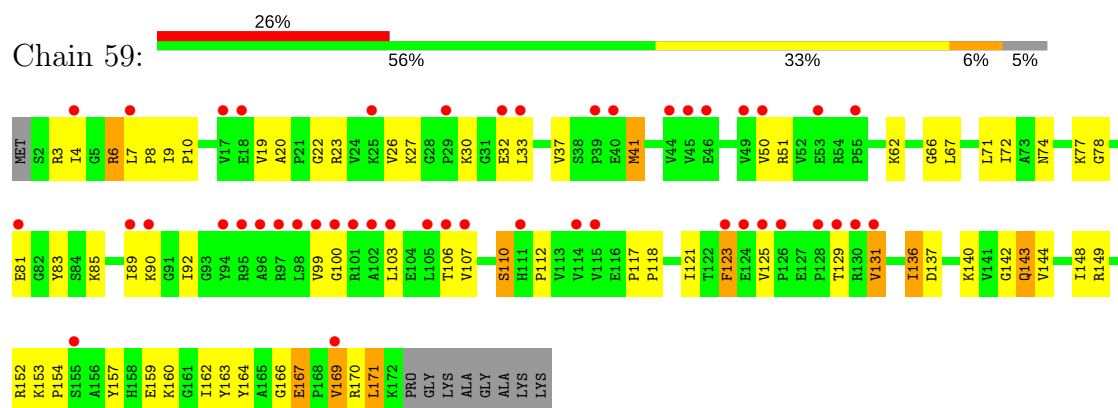 26%
Chain 59:
56% 33% 6% 5%
MET S2 R3 I4 G5 R6 L7 P8 I9 P10 V17 E18 V19 A20 P21 G22 R23 V24 K25 V26 K27 G28 P29 K30 G31 E32 L33 V37 S38 P39 E40 M41 V44 V45 E46 V49 V50 R51 V52 E53 R54 P55 K62 G66 L67 L71 I72 A73 N74 K77 G78
E81 G82 Y83 S84 K85 I89 K90 G91 I92 G93 Y94 R95 A96 R97 L98 V99 G100 R101 A102 L103 E104 L105 T106 V107 S110 H111 P112 V113 V114 V115 E116 P117 P118 I121 T122 F123 E124 V125 P126 E127 P128 T129 R130 V131 I136 D137 K140 V141 G142 Q143 V144 I148 R149
R152 K153 P154 S155 A156 Y157 H158 E159 K160 G161 I162 Y163 Y164 A165 G166 E167 P168 V169 R170 L171 K172 PRO GLY LYS ALA GLY ALA LYS LYS